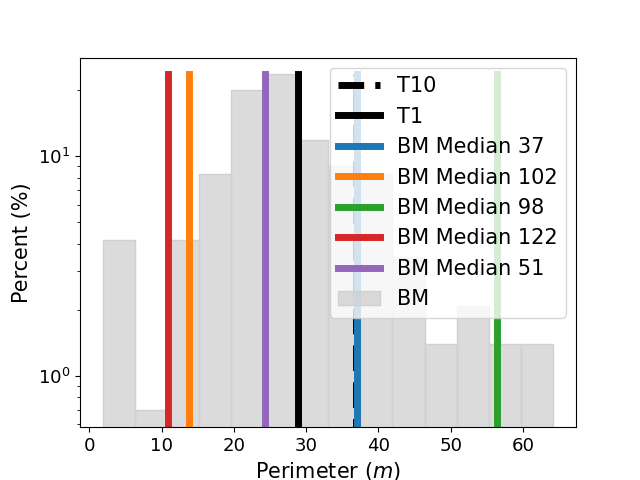 T10
T1
BM Median 37
BM Median 102
BM Median 98
BM Median 122
BM Median 51
BM
10¹
10⁰
Percent (%)
0 10 20 30 40 50 60
Perimeter (m)